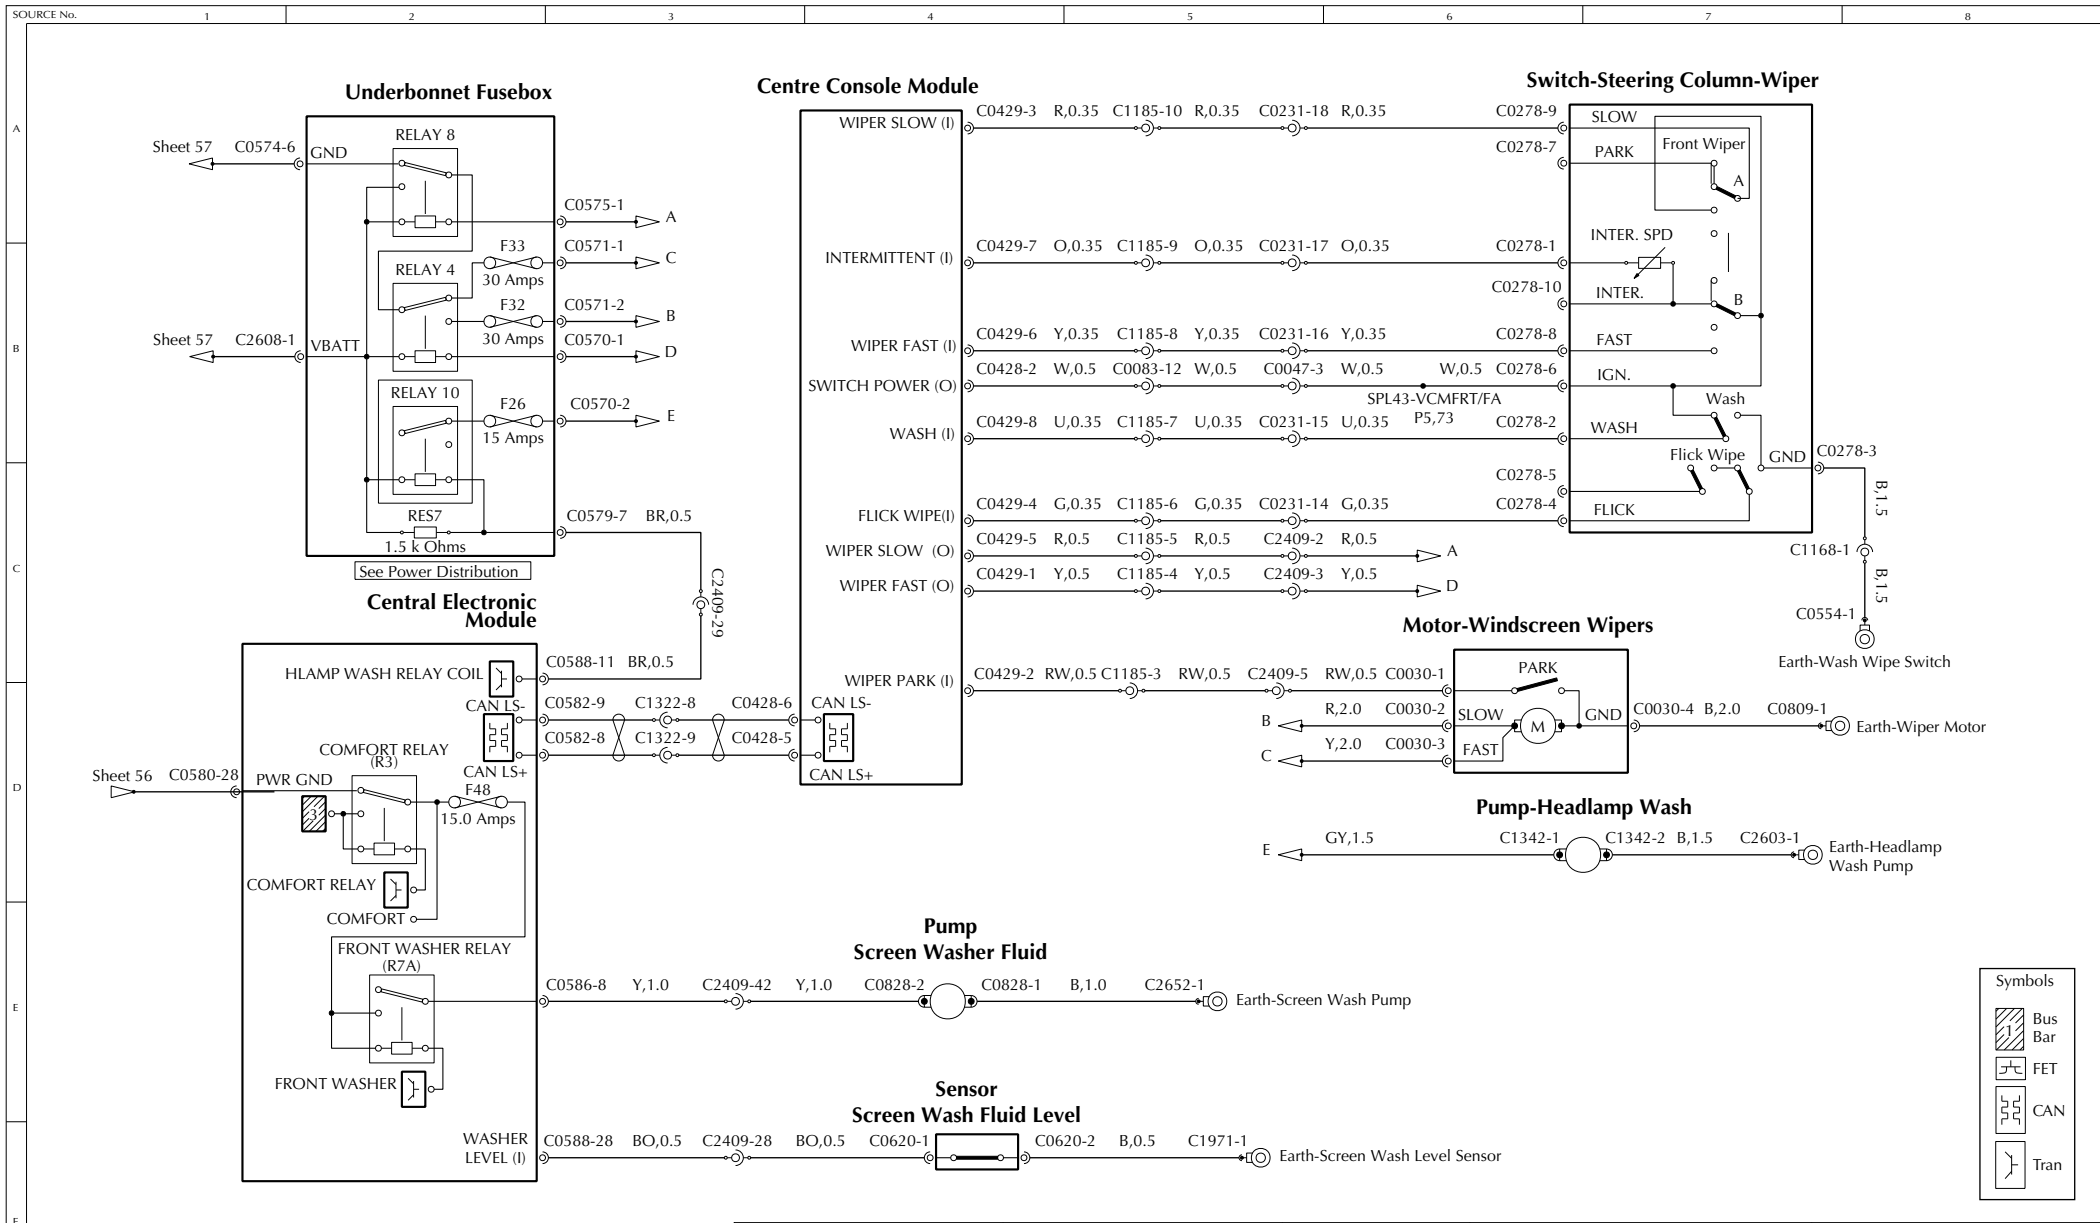 SOURCE No. 1 2 3 4 5 6 7 8
A
B
C
D
E
F
Underbonnet Fusebox
RELAY 8
Sheet 57 C0574-6 GND
C0575-1 A
F33 C0571-1 C
30 Amps
RELAY 4
F32 C0571-2 B
30 Amps
Sheet 57 C2608-1 VBATT
C0570-1 D
RELAY 10
F26 C0570-2 E
15 Amps
RES7
1.5 k Ohms
C0579-7 BR,0.5
C2409-29
See Power Distribution
Central Electronic
Module
HLAMP WASH RELAY COIL C0588-11 BR,0.5
CAN LS- C0582-9 C1322-8 C0428-6 CAN LS-
C0582-8 C1322-9 C0428-5
CAN LS+ CAN LS+
COMFORT RELAY
(R3)
Sheet 56 C0580-28 PWR GND
3
F48
15.0 Amps
COMFORT RELAY
COMFORT
FRONT WASHER RELAY
(R7A)
FRONT WASHER
WASHER
LEVEL (I)
Centre Console Module
WIPER SLOW (I) C0429-3 R,0.35 C1185-10 R,0.35 C0231-18 R,0.35 C0278-9
C0278-7
INTERMITTENT (I) C0429-7 O,0.35 C1185-9 O,0.35 C0231-17 O,0.35 C0278-1
C0278-10
WIPER FAST (I) C0429-6 Y,0.35 C1185-8 Y,0.35 C0231-16 Y,0.35 C0278-8
SWITCH POWER (O) C0428-2 W,0.5 C0083-12 W,0.5 C0047-3 W,0.5 W,0.5 C0278-6
SPL43-VCMFRT/FA
P5,73
WASH (I) C0429-8 U,0.35 C1185-7 U,0.35 C0231-15 U,0.35 C0278-2
C0278-5
FLICK WIPE(I) C0429-4 G,0.35 C1185-6 G,0.35 C0231-14 G,0.35 C0278-4
WIPER SLOW (O) C0429-5 R,0.5 C1185-5 R,0.5 C2409-2 R,0.5 A
WIPER FAST (O) C0429-1 Y,0.5 C1185-4 Y,0.5 C2409-3 Y,0.5 D
WIPER PARK (I) C0429-2 RW,0.5 C1185-3 RW,0.5 C2409-5 RW,0.5 C0030-1
Switch-Steering Column-Wiper
SLOW
PARK
Front Wiper
A
INTER. SPD
INTER.
B
FAST
IGN.
Wash
WASH
Flick Wipe GND C0278-3
FLICK
B,1.5
C1168-1
B,1.5
C0554-1
Earth-Wash Wipe Switch
Motor-Windscreen Wipers
PARK
B R,2.0 C0030-2 SLOW M GND C0030-4 B,2.0 C0809-1 Earth-Wiper Motor
C Y,2.0 C0030-3 FAST
Pump-Headlamp Wash
E GY,1.5 C1342-1 C1342-2 B,1.5 C2603-1 Earth-Headlamp
Wash Pump
Pump
Screen Washer Fluid
C0586-8 Y,1.0 C2409-42 Y,1.0 C0828-2 C0828-1 B,1.0 C2652-1 Earth-Screen Wash Pump
Sensor
Screen Wash Fluid Level
C0588-28 BO,0.5 C2409-28 BO,0.5 C0620-1 C0620-2 B,0.5 C1971-1 Earth-Screen Wash Level Sensor
Symbols
1 Bus
Bar
FET
CAN
Tran